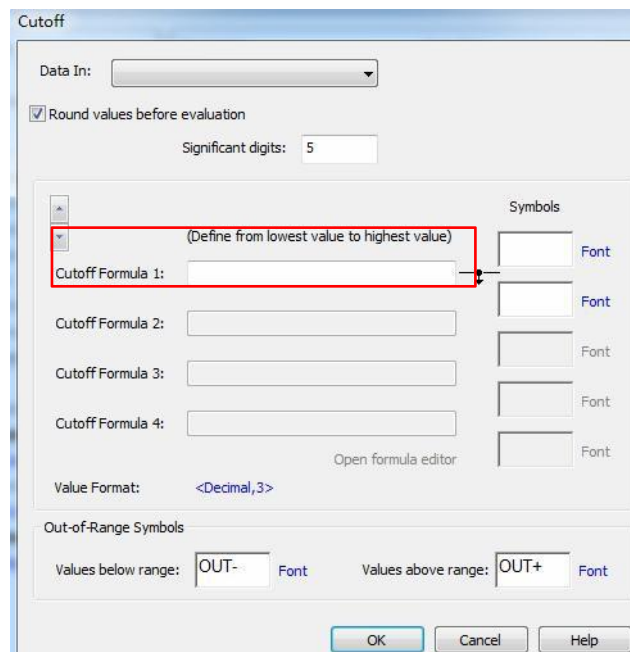 Cutoff
Data In:
Round values before evaluation
Significant digits: 5
Symbols
(Define from lowest value to highest value)
Font
Cutoff Formula 1:
Font
Cutoff Formula 2:
Font
Cutoff Formula 3:
Font
Cutoff Formula 4:
Font
Open formula editor
Value Format: <Decimal,3>
Out-of-Range Symbols
Values below range: OUT- Font Values above range: OUT+ Font
OK Cancel Help